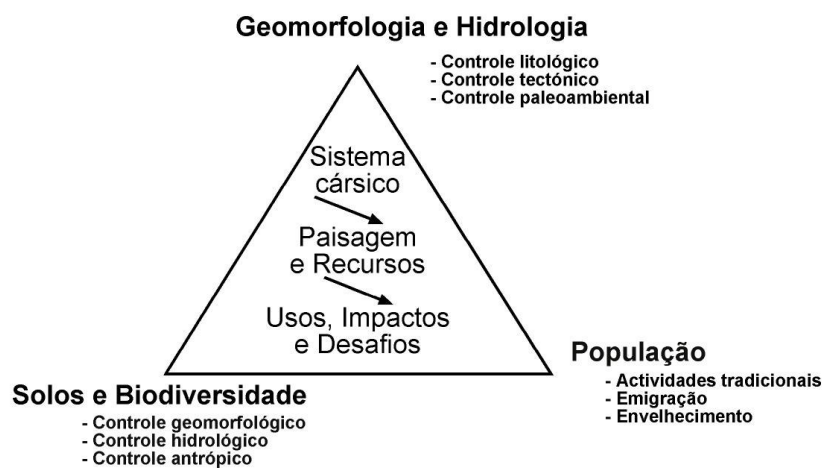 Geomorfologia e Hidrologia
- Controle litológico
- Controle tectónico
- Controle paleoambiental
Sistema
cársico
Paisagem
e Recursos
Usos, Impactos
e Desafios
População
- Actividades tradicionais
- Emigração
- Envelhecimento
Solos e Biodiversidade
- Controle geomorfológico
- Controle hidrológico
- Controle antrópico